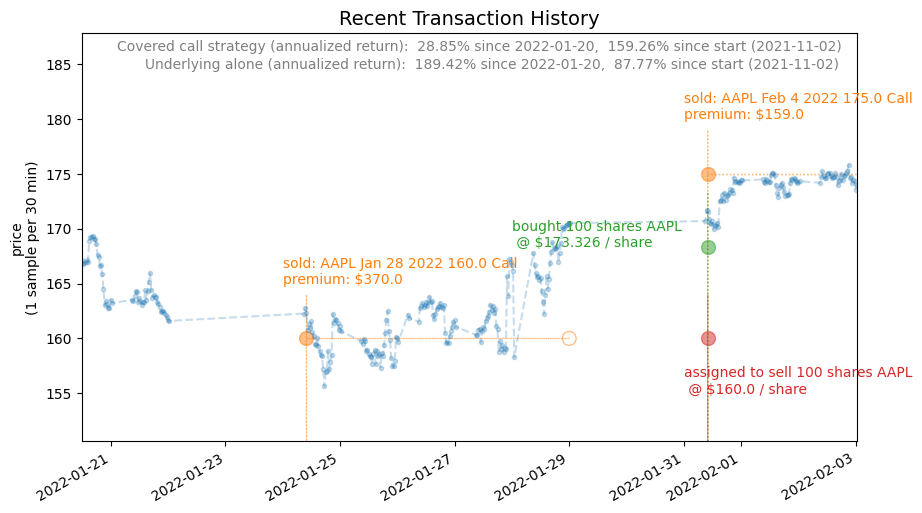 Recent Transaction History
Covered call strategy (annualized return):  28.85% since 2022-01-20,  159.26% since start (2021-11-02)
Underlying alone (annualized return):  189.42% since 2022-01-20,  87.77% since start (2021-11-02)
185
sold: AAPL Feb 4 2022 175.0 Call
premium: $159.0
180
175
bought 100 shares AAPL
@ $173.326 / share
170
sold: AAPL Jan 28 2022 160.0 Call
premium: $370.0
165
160
assigned to sell 100 shares AAPL
@ $160.0 / share
155
price
(1 sample per 30 min)
2022-01-21
2022-01-23
2022-01-25
2022-01-27
2022-01-29
2022-01-31
2022-02-01
2022-02-03